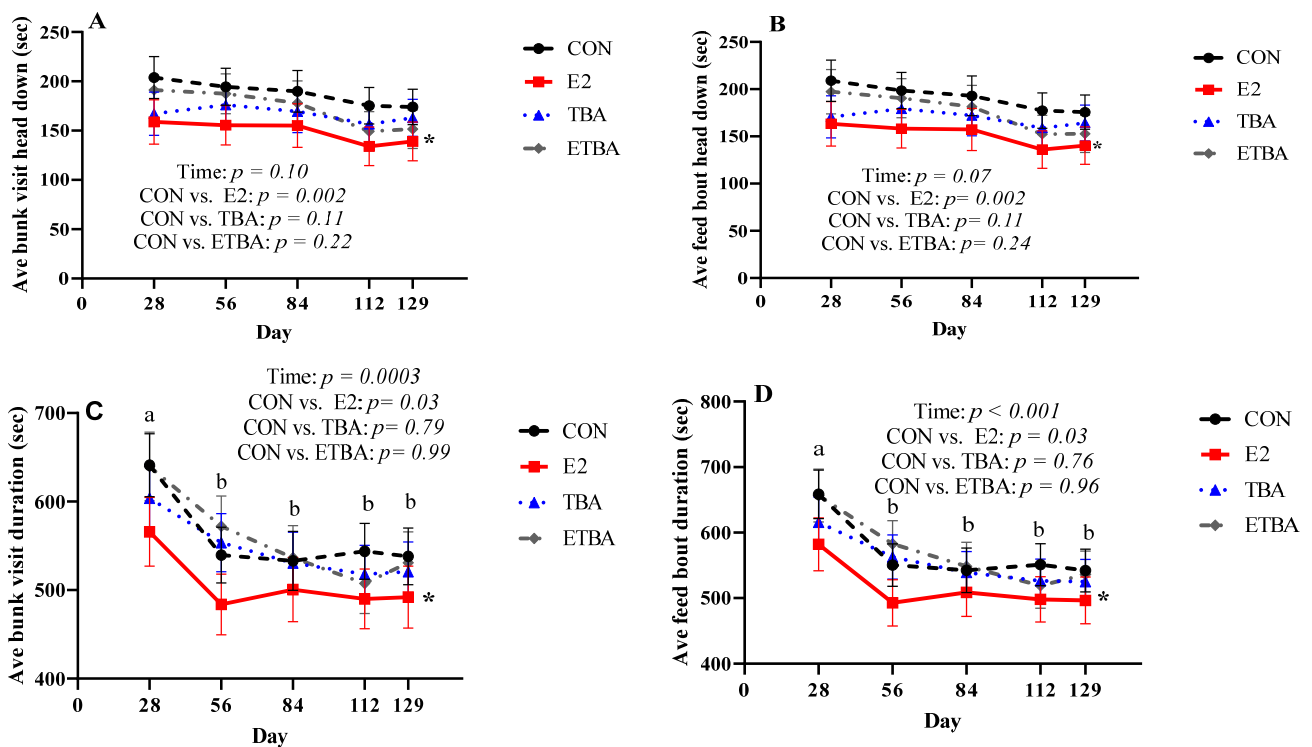 A
Ave bunk visit head down (sec)
250
200
150
100
50
0
0 28 56 84 112 129
Day
Time: p = 0.10
CON vs. E2: p = 0.002
CON vs. TBA: p = 0.11
CON vs. ETBA: p = 0.22
*
CON
E2
TBA
ETBA
B
Ave feed bout head down (sec)
250
200
150
100
50
0
0 28 56 84 112 129
Day
Time: p = 0.07
CON vs. E2: p= 0.002
CON vs. TBA: p = 0.11
CON vs. ETBA: p= 0.24
*
CON
E2
TBA
ETBA
C
Ave bunk visit duration (sec)
700
600
500
400
0 28 56 84 112 129
Day
Time: p = 0.0003
CON vs. E2: p= 0.03
CON vs. TBA: p= 0.79
CON vs. ETBA: p= 0.99
a
b
b
b
b
*
CON
E2
TBA
ETBA
D
Ave feed bout duration (sec)
800
700
600
500
400
0 28 56 84 112 129
Day
Time: p < 0.001
CON vs. E2: p = 0.03
CON vs. TBA: p = 0.76
CON vs. ETBA: p = 0.96
a
b
b
b
b
*
CON
E2
TBA
ETBA